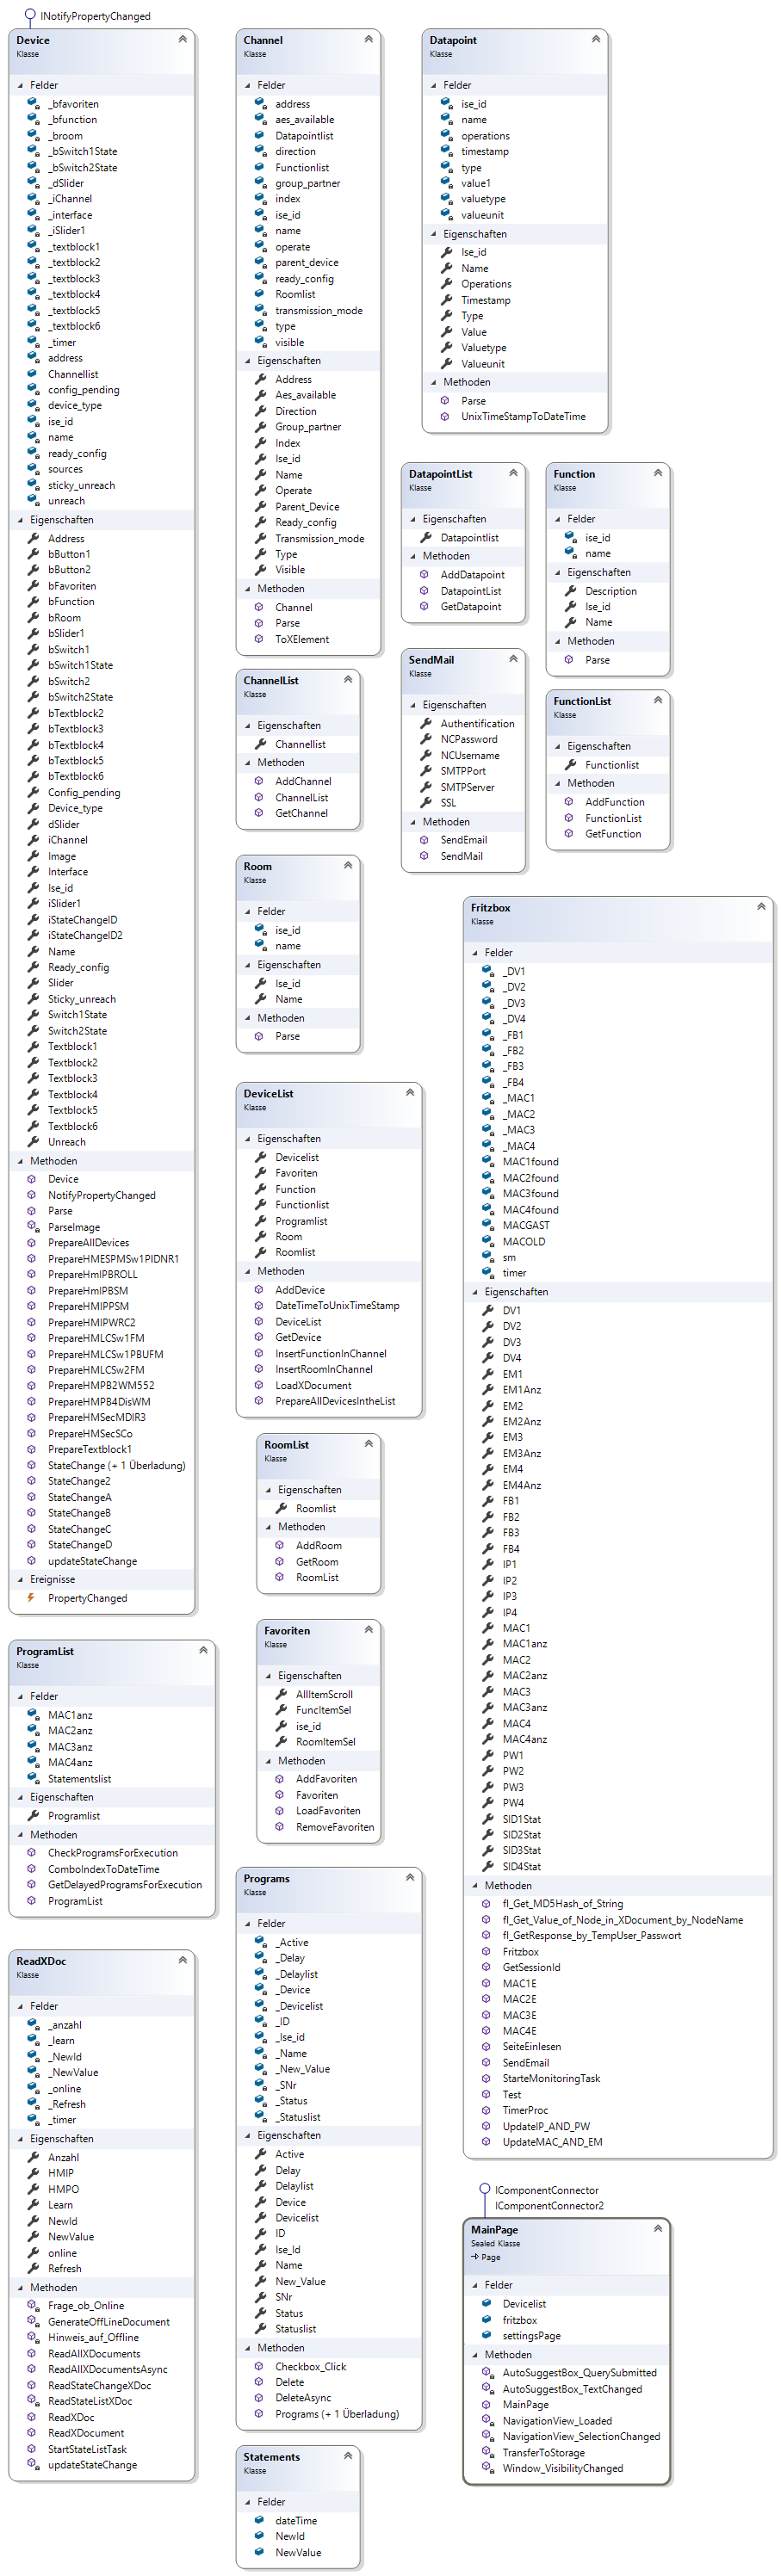 INotifyPropertyChanged
Device
Klasse
Felder
_bfavoriten
_bfunction
_broom
_bSwitch1State
_bSwitch2State
_dSlider
_iChannel
_interface
_iSlider1
_textblock1
_textblock2
_textblock3
_textblock4
_textblock5
_textblock6
_timer
address
Channellist
config_pending
device_type
ise_id
name
ready_config
sources
sticky_unreach
unreach
Eigenschaften
Address
bButton1
bButton2
bFavoriten
bFunction
bRoom
bSlider1
bSwitch1
bSwitch1State
bSwitch2
bSwitch2State
bTextblock2
bTextblock3
bTextblock4
bTextblock5
bTextblock6
Config_pending
Device_type
dSlider
iChannel
Image
Interface
Ise_id
iSlider1
iStateChangeID
iStateChangeID2
Name
Ready_config
Slider
Sticky_unreach
Switch1State
Switch2State
Textblock1
Textblock2
Textblock3
Textblock4
Textblock5
Textblock6
Unreach
Methoden
Device
NotifyPropertyChanged
Parse
ParseImage
PrepareAllDevices
PrepareHMESPMSw1PIDNR1
PrepareHmIPBROLL
PrepareHmIPBSM
PrepareHMIPPSM
PrepareHMIPWRC2
PrepareHMLCSw1FM
PrepareHMLCSw1PBUFM
PrepareHMLCSw2FM
PrepareHMPB2WM552
PrepareHMPB4DisWM
PrepareHMSecMDIR3
PrepareHMSecSCo
PrepareTextblock1
StateChange (+ 1 Überladung)
StateChange2
StateChangeA
StateChangeB
StateChangeC
StateChangeD
updateStateChange
Ereignisse
PropertyChanged
ProgramList
Klasse
Felder
MAC1anz
MAC2anz
MAC3anz
MAC4anz
Statementslist
Eigenschaften
Programlist
Methoden
CheckProgramsForExecution
ComboIndexToDateTime
GetDelayedProgramsForExecution
ProgramList
ReadXDoc
Klasse
Felder
_anzahl
_learn
_NewId
_NewValue
_online
_Refresh
_timer
Eigenschaften
Anzahl
HMIP
HMPO
Learn
NewId
NewValue
online
Refresh
Methoden
Frage_ob_Online
GenerateOffLineDocument
Hinweis_auf_Offline
ReadAllXDocuments
ReadAllXDocumentsAsync
ReadStateChangeXDoc
ReadStateListXDoc
ReadXDoc
ReadXDocument
StartStateListTask
updateStateChange
Channel
Klasse
Felder
address
aes_available
Datapointlist
direction
Functionlist
group_partner
index
ise_id
name
operate
parent_device
ready_config
Roomlist
transmission_mode
type
visible
Eigenschaften
Address
Aes_available
Direction
Group_partner
Index
Ise_id
Name
Operate
Parent_Device
Ready_config
Transmission_mode
Type
Visible
Methoden
Channel
Parse
ToXElement
ChannelList
Klasse
Eigenschaften
Channellist
Methoden
AddChannel
ChannelList
GetChannel
Room
Klasse
Felder
ise_id
name
Eigenschaften
Ise_id
Name
Methoden
Parse
DeviceList
Klasse
Eigenschaften
Devicelist
Favoriten
Function
Functionlist
Programlist
Room
Roomlist
Methoden
AddDevice
DateTimeToUnixTimeStamp
DeviceList
GetDevice
InsertFunctionInChannel
InsertRoomInChannel
LoadXDocument
PrepareAllDevicesIntheList
RoomList
Klasse
Eigenschaften
Roomlist
Methoden
AddRoom
GetRoom
RoomList
Favoriten
Klasse
Eigenschaften
AllItemScroll
FuncItemSel
ise_id
RoomItemSel
Methoden
AddFavoriten
Favoriten
LoadFavoriten
RemoveFavoriten
Programs
Klasse
Felder
_Active
_Delay
_Delaylist
_Device
_Devicelist
_ID
_Ise_id
_Name
_New_Value
_SNr
_Status
_Statuslist
Eigenschaften
Active
Delay
Delaylist
Device
Devicelist
ID
Ise_Id
Name
New_Value
SNr
Status
Statuslist
Methoden
Checkbox_Click
Delete
DeleteAsync
Programs (+ 1 Überladung)
Statements
Klasse
Felder
dateTime
NewId
NewValue
Datapoint
Klasse
Felder
ise_id
name
operations
timestamp
type
value1
valuetype
valueunit
Eigenschaften
Ise_id
Name
Operations
Timestamp
Type
Value
Valuetype
Valueunit
Methoden
Parse
UnixTimeStampToDateTime
DatapointList
Klasse
Eigenschaften
Datapointlist
Methoden
AddDatapoint
DatapointList
GetDatapoint
Function
Klasse
Felder
ise_id
name
Eigenschaften
Description
Ise_id
Name
Methoden
Parse
SendMail
Klasse
Eigenschaften
Authentification
NCPassword
NCUsername
SMTPPort
SMTPServer
SSL
Methoden
SendEmail
SendMail
FunctionList
Klasse
Eigenschaften
Functionlist
Methoden
AddFunction
FunctionList
GetFunction
Fritzbox
Klasse
Felder
_DV1
_DV2
_DV3
_DV4
_FB1
_FB2
_FB3
_FB4
_MAC1
_MAC2
_MAC3
_MAC4
MAC1found
MAC2found
MAC3found
MAC4found
MACGAST
MACOLD
sm
timer
Eigenschaften
DV1
DV2
DV3
DV4
EM1
EM1Anz
EM2
EM2Anz
EM3
EM3Anz
EM4
EM4Anz
FB1
FB2
FB3
FB4
IP1
IP2
IP3
IP4
MAC1
MAC1anz
MAC2
MAC2anz
MAC3
MAC3anz
MAC4
MAC4anz
PW1
PW2
PW3
PW4
SID1Stat
SID2Stat
SID3Stat
SID4Stat
Methoden
fl_Get_MD5Hash_of_String
fl_Get_Value_of_Node_in_XDocument_by_NodeName
fl_GetResponse_by_TempUser_Passwort
Fritzbox
GetSessionId
MAC1E
MAC2E
MAC3E
MAC4E
SeiteEinlesen
SendEmail
StarteMonitoringTask
Test
TimerProc
UpdateIP_AND_PW
UpdateMAC_AND_EM
IComponentConnector
IComponentConnector2
MainPage
Sealed Klasse
Page
Felder
Devicelist
fritzbox
settingsPage
Methoden
AutoSuggestBox_QuerySubmitted
AutoSuggestBox_TextChanged
MainPage
NavigationView_Loaded
NavigationView_SelectionChanged
TransferToStorage
Window_VisibilityChanged